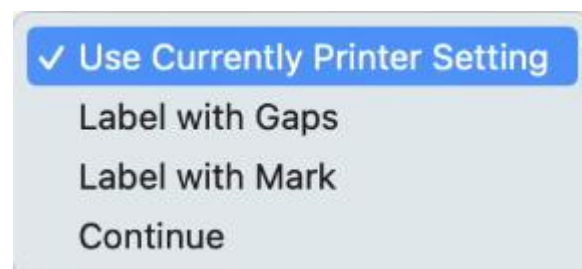 ✓ Use Currently Printer Setting
Label with Gaps
Label with Mark
Continue